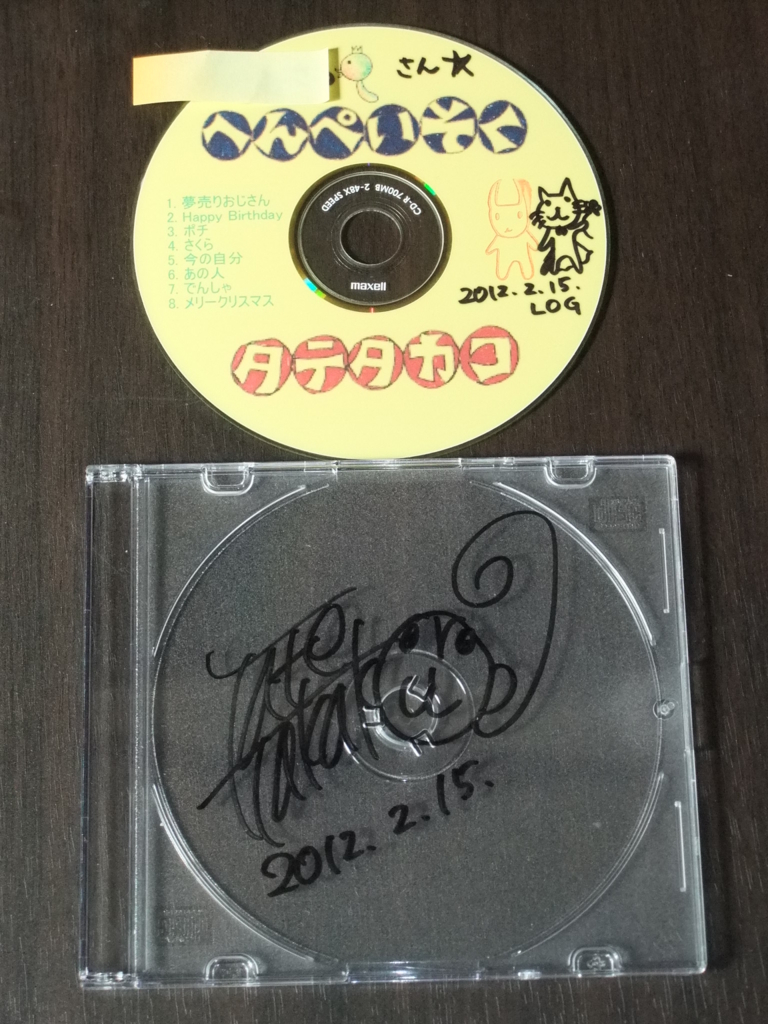 さん☆
へんぺいそく
CD-R 700MB 2-48X SPEED
maxell
1. 夢売りおじさん
2. Happy Birthday
3. ポチ
4. さくら
5. 今の自分
6. あの人
7. でんしゃ
8. メリークリスマス
2012.2.15.
LOG
タテタカコ
Tate
Takako
2012.2.15.